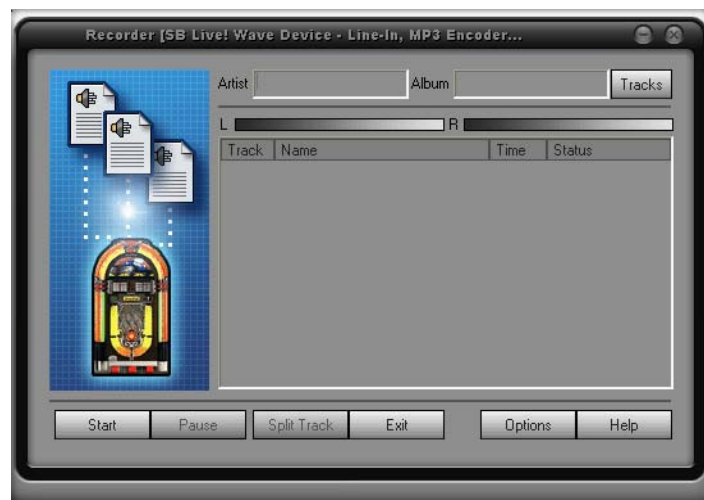 Recorder [SB Live! Wave Device - Line-In, MP3 Encoder...
Artist Album Tracks
L R
Track Name Time Status
Start Pause Split Track Exit Options Help